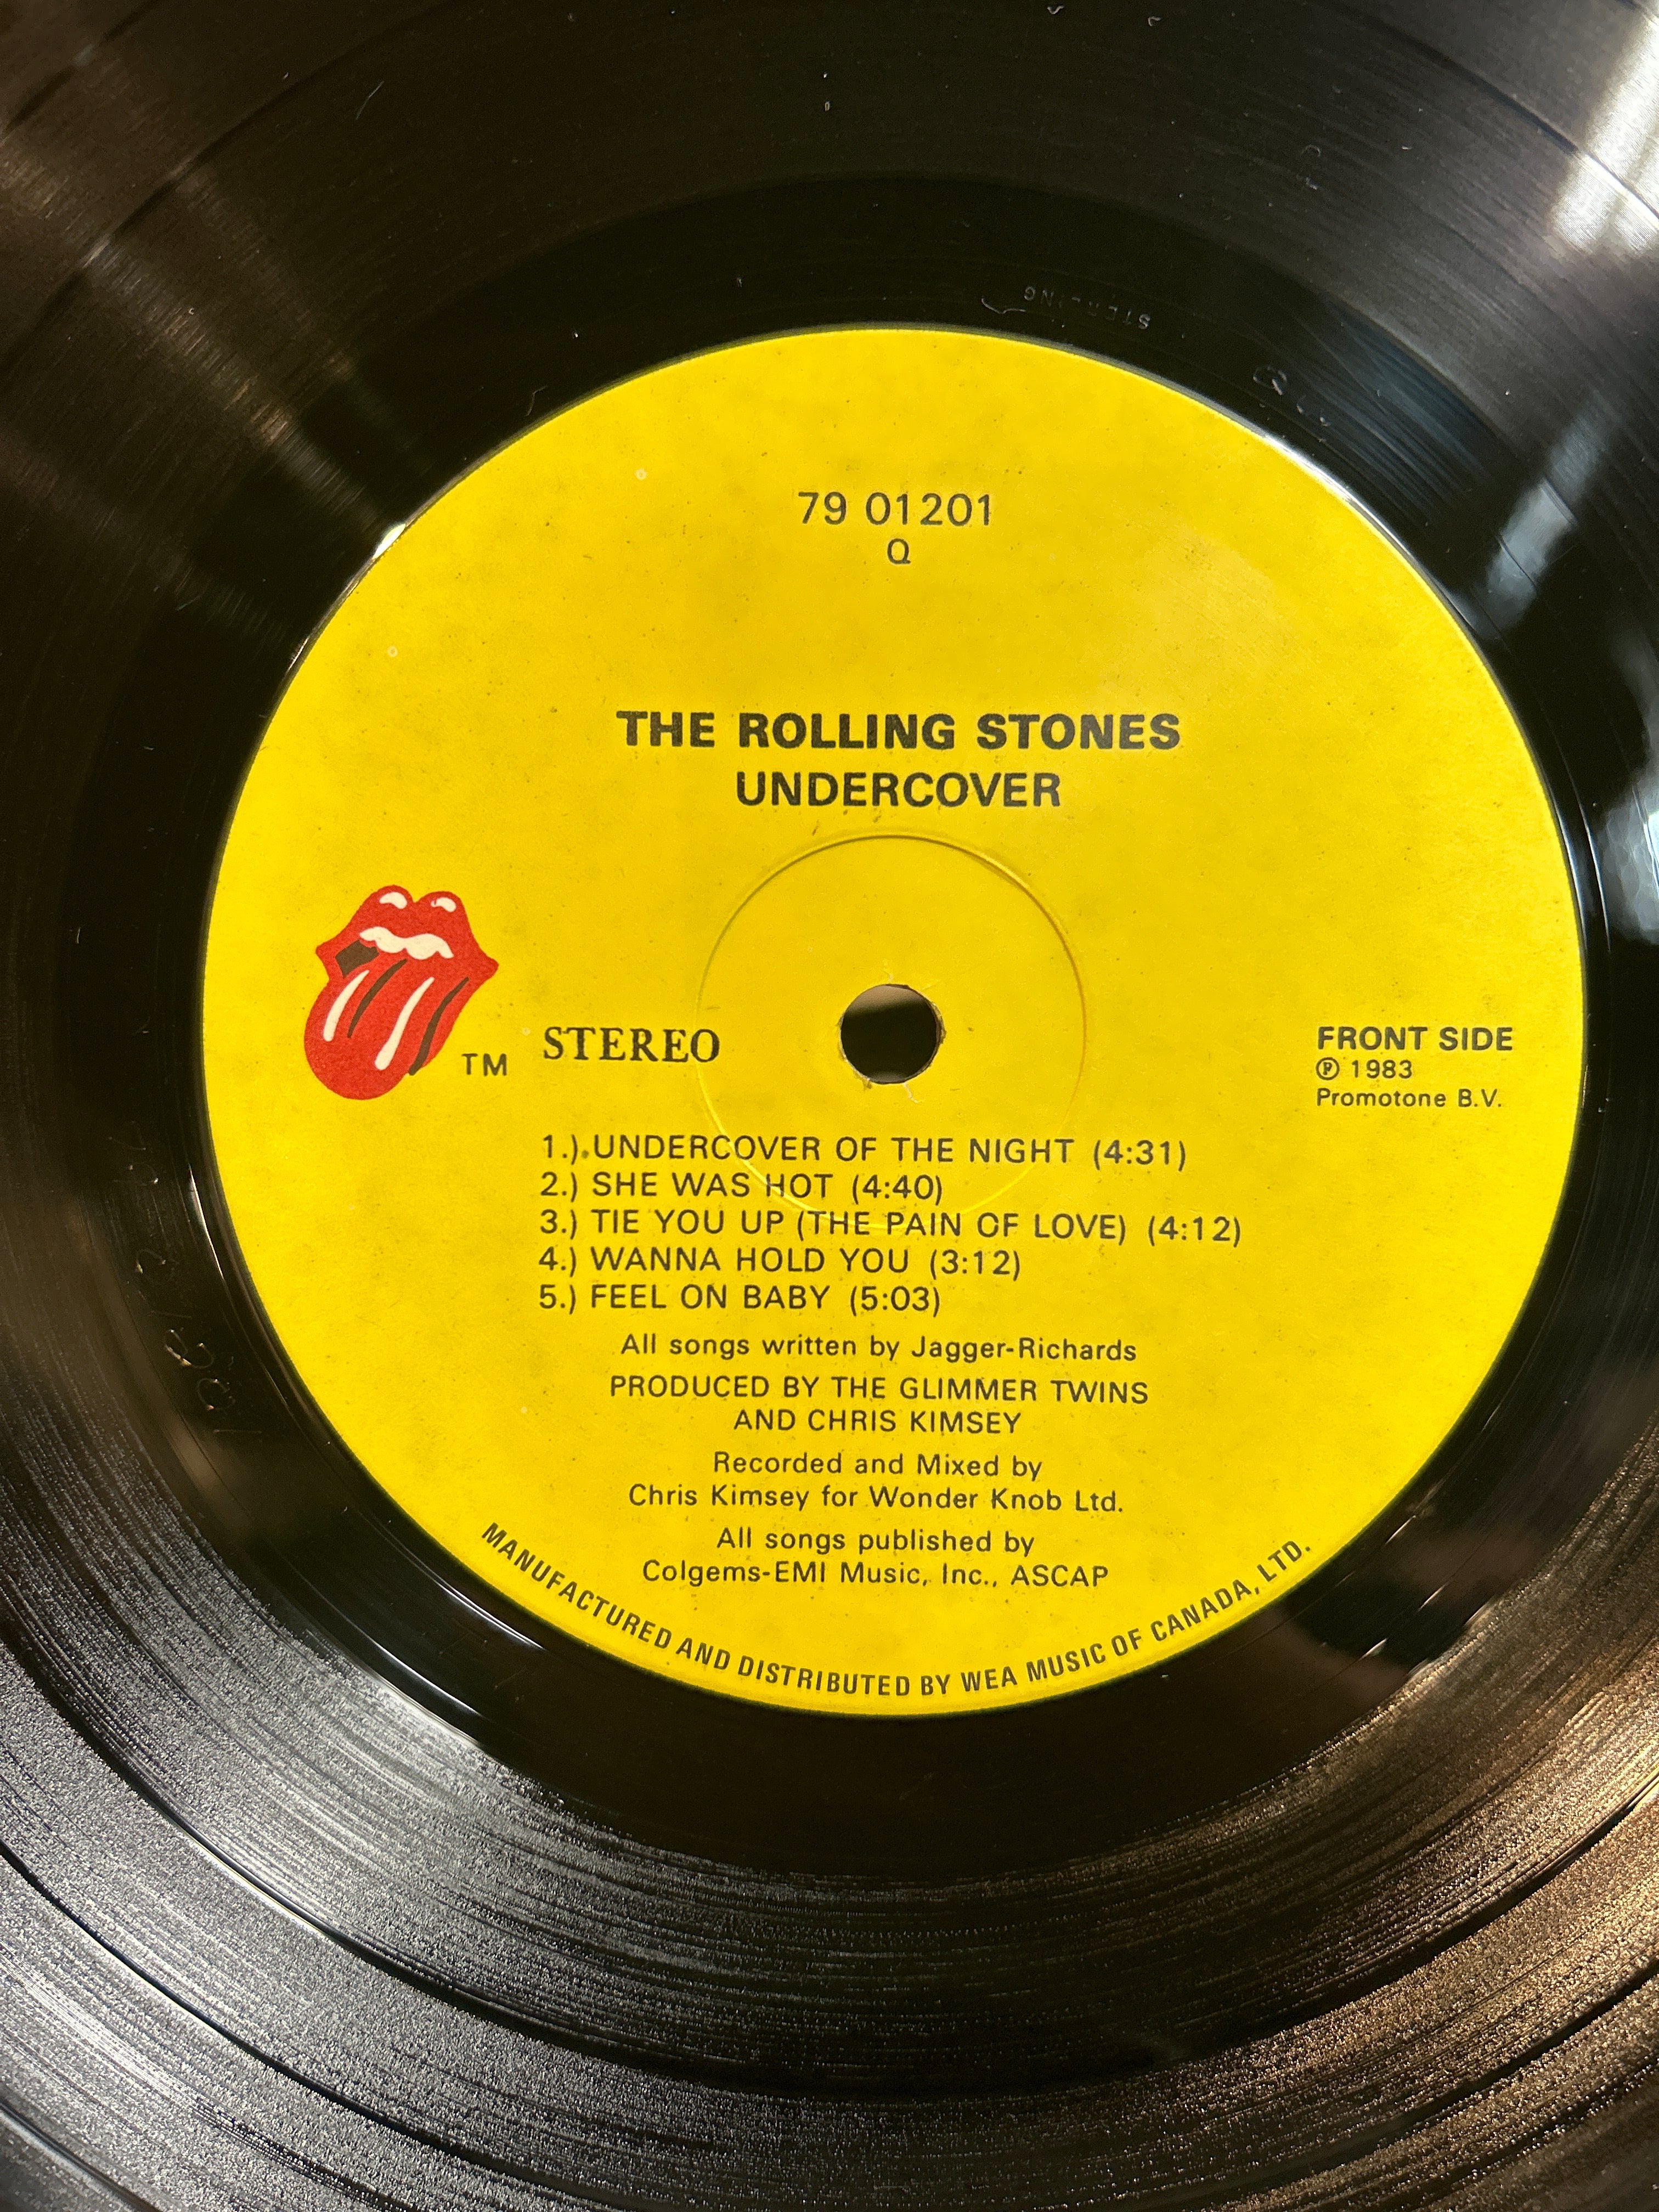 STERLING
79 01201
Q
THE ROLLING STONES
UNDERCOVER
TM
STEREO
FRONT SIDE
℗ 1983
Promotone B.V.
1.) UNDERCOVER OF THE NIGHT (4:31)
2.) SHE WAS HOT (4:40)
3.) TIE YOU UP (THE PAIN OF LOVE) (4:12)
4.) WANNA HOLD YOU (3:12)
5.) FEEL ON BABY (5:03)
All songs written by Jagger-Richards
PRODUCED BY THE GLIMMER TWINS
AND CHRIS KIMSEY
Recorded and Mixed by
Chris Kimsey for Wonder Knob Ltd.
All songs published by
Colgems-EMI Music, Inc., ASCAP
MANUFACTURED AND DISTRIBUTED BY WEA MUSIC OF CANADA, LTD.